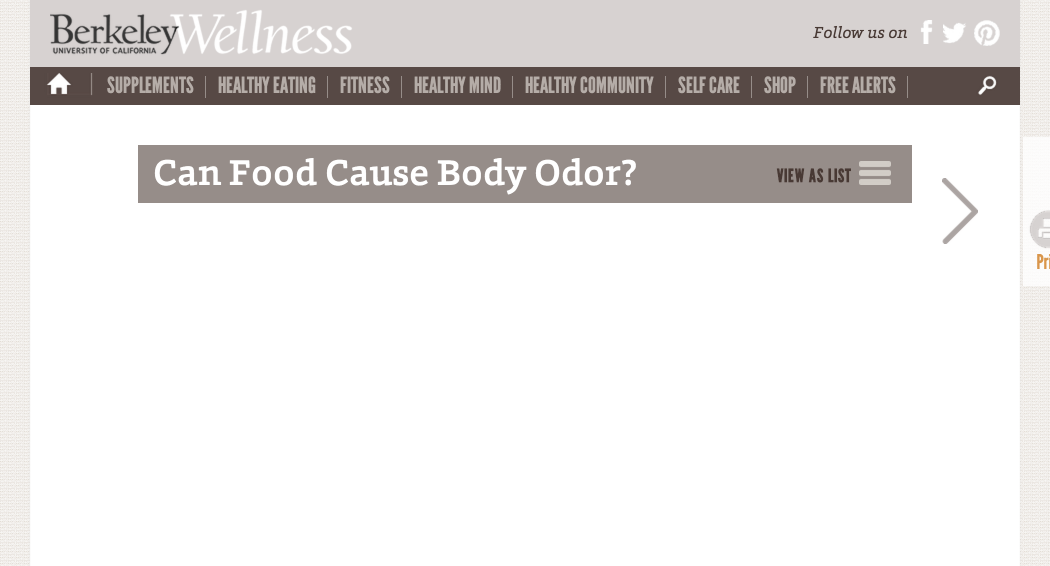 Berkeley Wellness
UNIVERSITY OF CALIFORNIA
Follow us on
SUPPLEMENTS HEALTHY EATING FITNESS HEALTHY MIND HEALTHY COMMUNITY SELF CARE SHOP FREE ALERTS
Can Food Cause Body Odor?
VIEW AS LIST
Pri